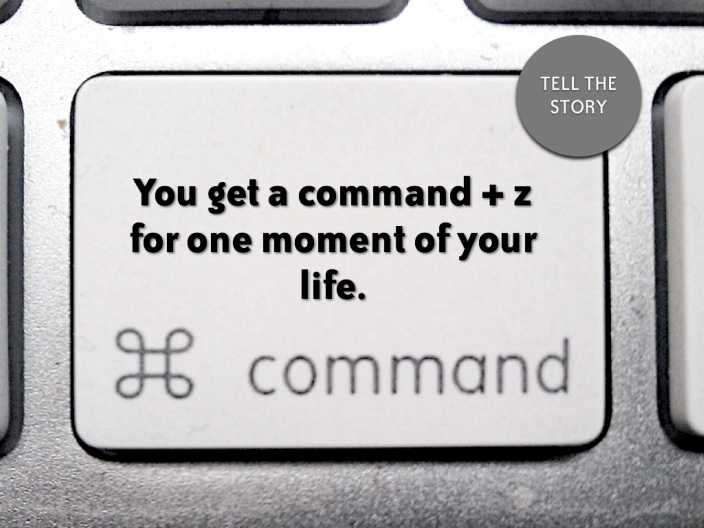 TELL THE
STORY
You get a command + z
for one moment of your
life.
⌘ command